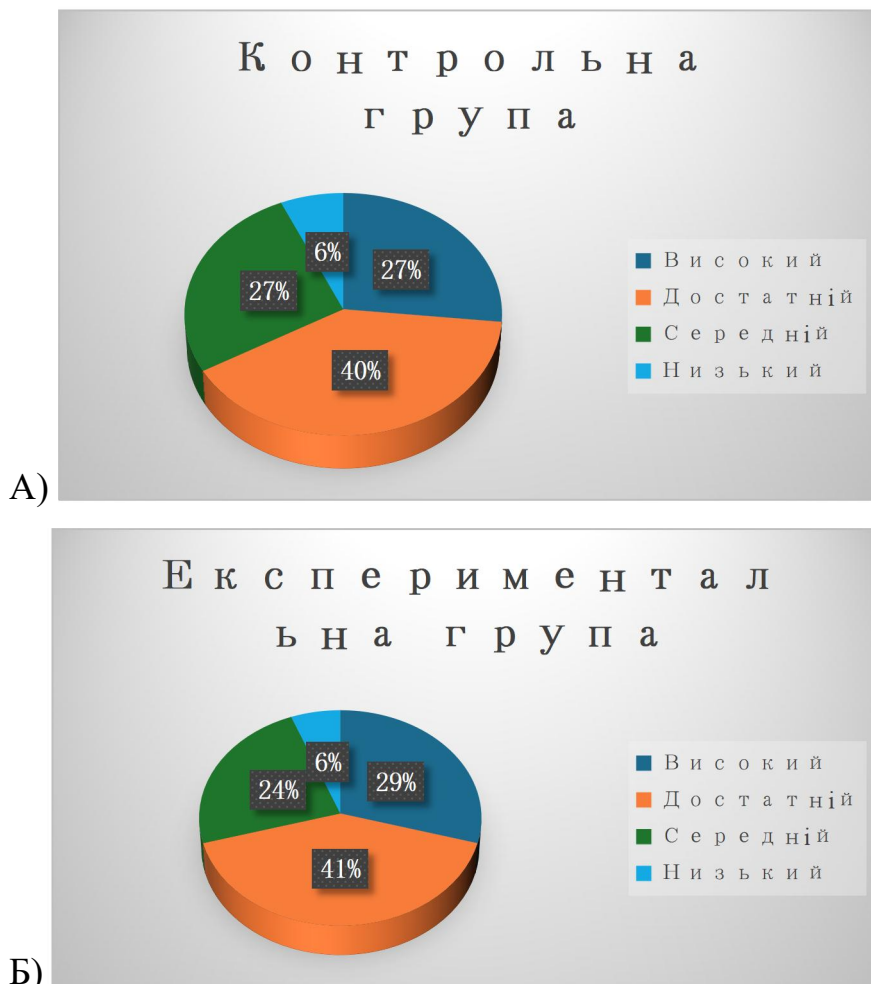 Контрольна
група
6%
27%
27%
40%
Високий
Достатній
Середній
Низький
А)
Експериментал
ьна група
6%
29%
24%
41%
Високий
Достатній
Середній
Низький
Б)